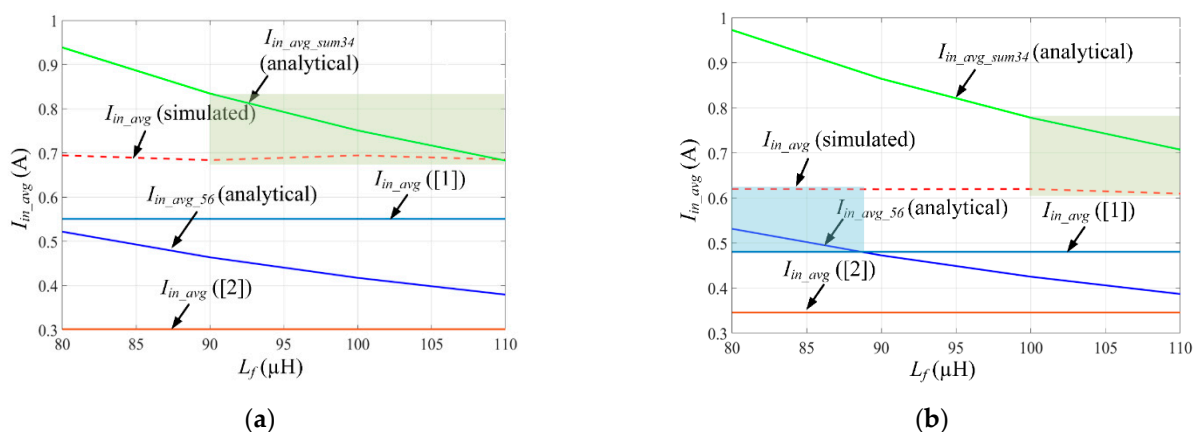 1
0.9
0.8
0.7
0.6
0.5
0.4
0.3
I_in_avg (A)
I_in_avg_sum34
(analytical)
I_in_avg (simulated)
I_in_avg_56 (analytical)
I_in_avg ([1])
I_in_avg ([2])
80 85 90 95 100 105 110
L_f (μH)
(a)
1
0.9
0.8
0.7
0.6
0.5
0.4
0.3
I_in_avg (A)
I_in_avg_sum34 (analytical)
I_in_avg (simulated)
I_in_avg_56 (analytical)
I_in_avg ([1])
I_in_avg ([2])
80 85 90 95 100 105 110
L_f (μH)
(b)